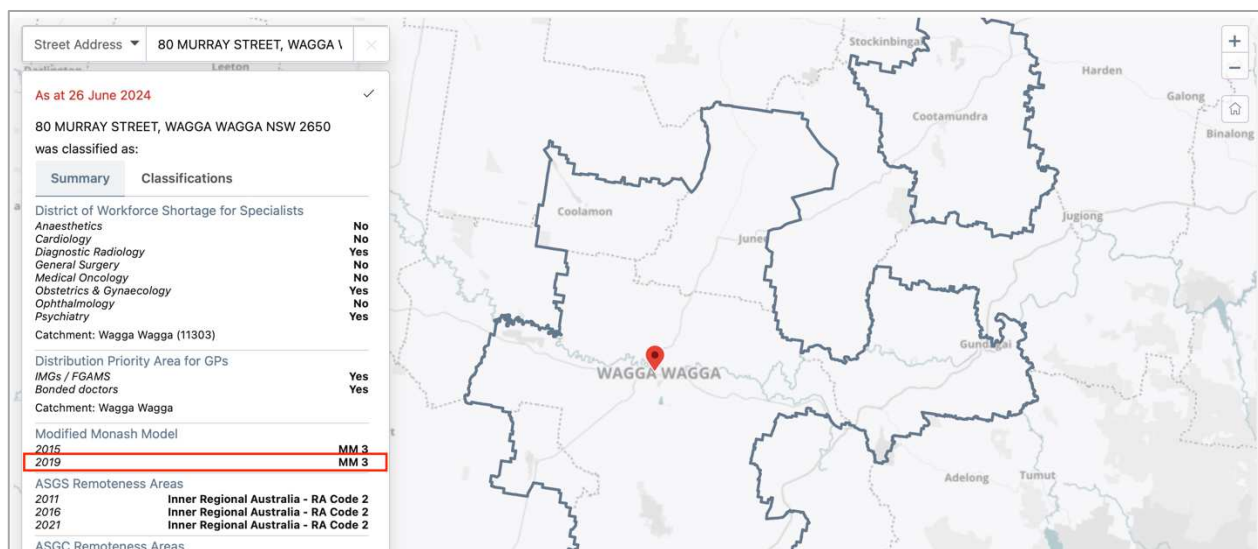 Street Address 80 MURRAY STREET, WAGGA \
Leeton
As at 26 June 2024
80 MURRAY STREET, WAGGA WAGGA NSW 2650
was classified as:
Summary Classifications
District of Workforce Shortage for Specialists
Anaesthetics No
Cardiology No
Diagnostic Radiology Yes
General Surgery No
Medical Oncology No
Obstetrics & Gynaecology Yes
Ophthalmology No
Psychiatry Yes
Catchment: Wagga Wagga (11303)
Distribution Priority Area for GPs
IMGs / FGAMS Yes
Bonded doctors Yes
Catchment: Wagga Wagga
Modified Monash Model
2015 MM 3
2019 MM 3
ASGS Remoteness Areas
2011 Inner Regional Australia - RA Code 2
2016 Inner Regional Australia - RA Code 2
2021 Inner Regional Australia - RA Code 2
ASGC Remoteness Areas
Stockinbingal
Harden
Galong
Cootamundra
Binalong
Coolamon
Jugiong
Junee
Gundagai
WAGGA WAGGA
Adelong
Tumut